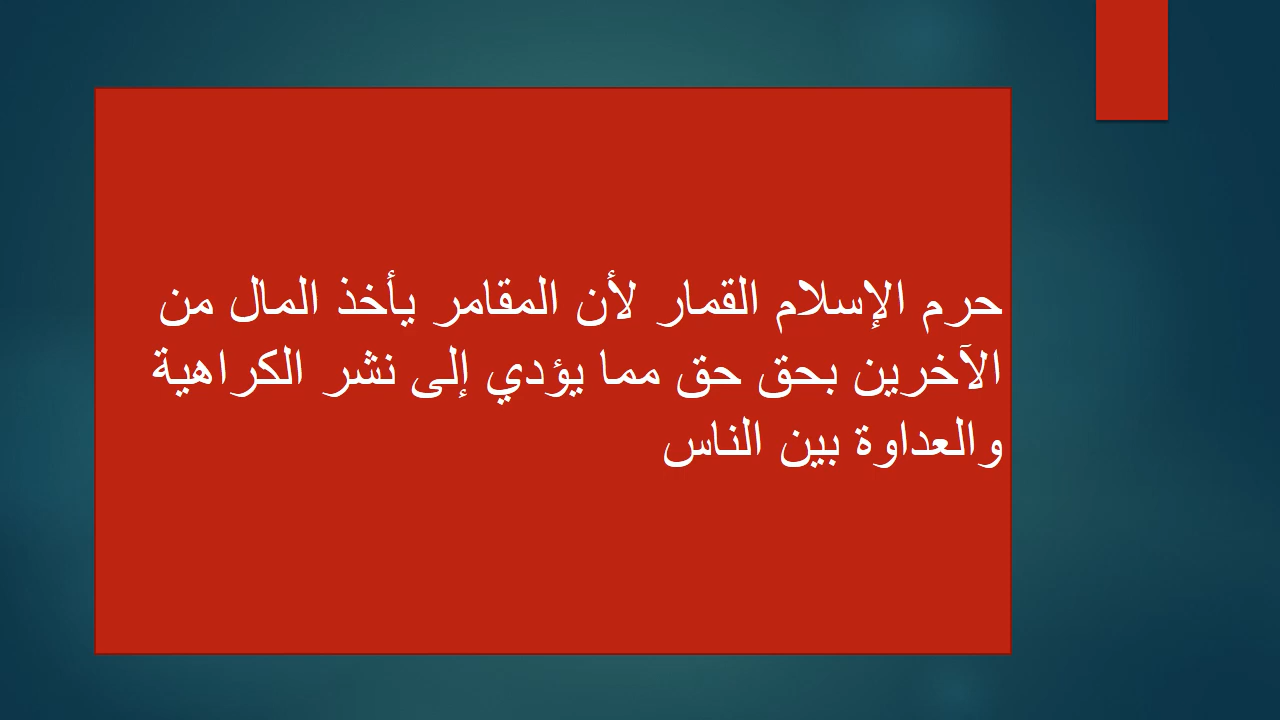 حرم الإسلام القمار لأن المقامر يأخذ المال من
الآخرين بحق حق مما يؤدي إلى نشر الكراهية
والعداوة بين الناس